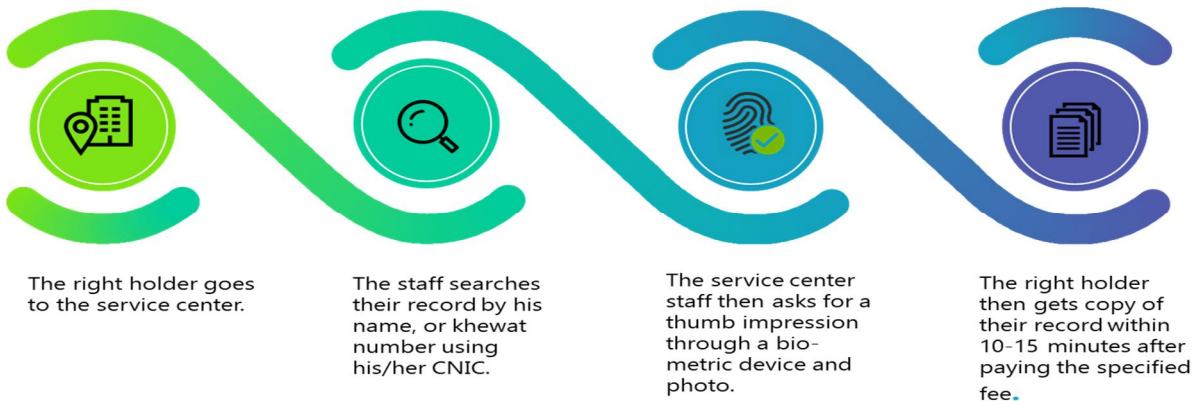 The right holder goes
to the service center.
The staff searches
their record by his
name, or khewat
number using
his/her CNIC.
The service center
staff then asks for a
thumb impression
through a bio-
metric device and
photo.
The right holder
then gets copy of
their record within
10-15 minutes after
paying the specified
fee.